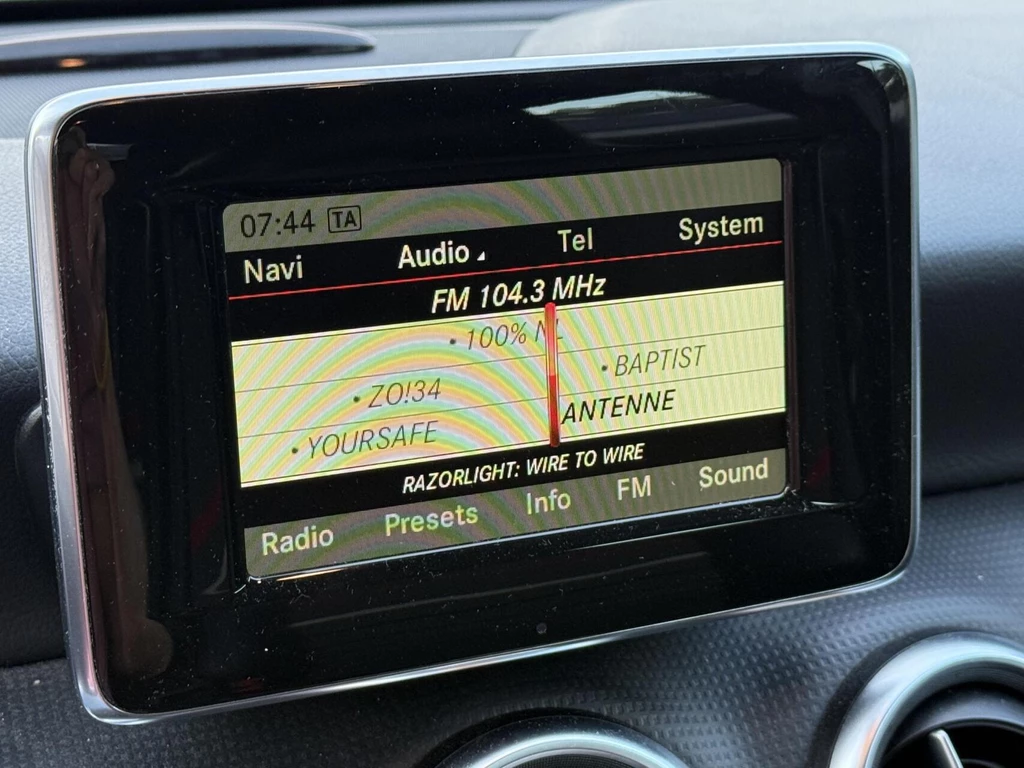 07:44 TA
Navi Audio Tel System
FM 104.3 MHz
• 100% NL
• BAPTIST
• ZO!34
ANTENNE
• YOURSAFE
RAZORLIGHT: WIRE TO WIRE
Radio Presets Info FM Sound